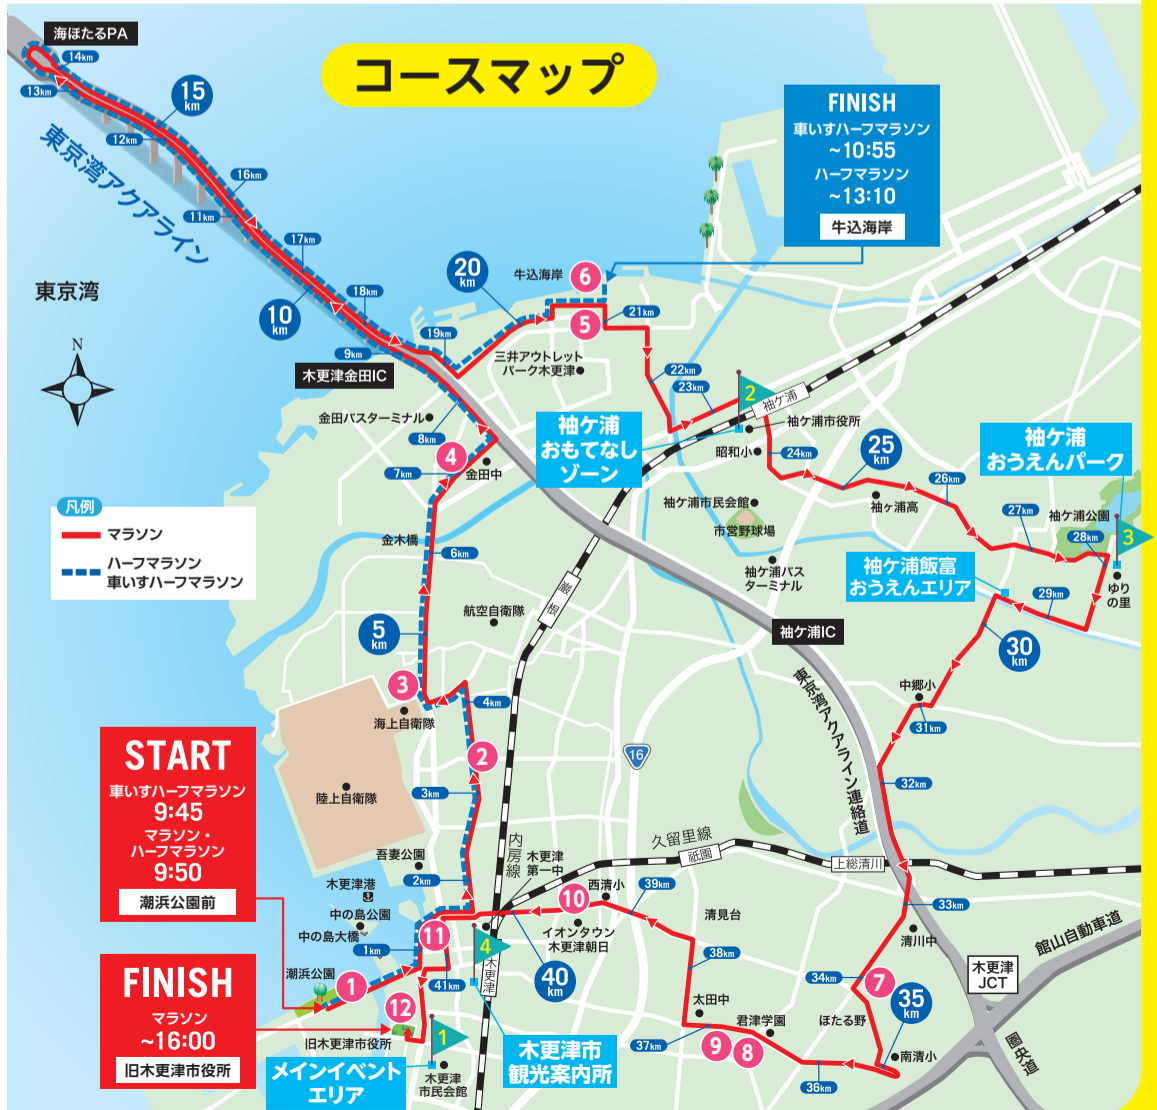 コースマップ
海ほたるPA
14km
13km
15
km
12km
東京湾アクアライン
16km
11km
17km
10
km
18km
9km
19km
東京湾
N
木更津金田IC
20
km
牛込海岸
6
5
21km
FINISH
車いすハーフマラソン
~10:55
ハーフマラソン
~13:10
牛込海岸
三井アウトレット
パーク木更津
22km
23km
2
袖ケ浦
袖ケ浦市役所
昭和小
24km
25
km
袖ケ浦
おもてなし
ゾーン
金田バスターミナル
8km
4
7km
金田中
袖ケ浦
おうえんパーク
26km
袖ヶ浦高
27km
袖ケ浦公園
28km
3
ゆり
の里
29km
袖ケ浦市民会館
市営野球場
袖ケ浦バス
ターミナル
袖ケ浦飯富
おうえんエリア
30
km
凡例
マラソン
ハーフマラソン
車いすハーフマラソン
金木橋
6km
巌根
航空自衛隊
5
km
袖ケ浦IC
東京湾アクアライン連絡道
中郷小
31km
32km
3
海上自衛隊
4km
2
16
3km
陸上自衛隊
START
車いすハーフマラソン
9:45
マラソン・
ハーフマラソン
9:50
潮浜公園前
吾妻公園
2km
木更津港
中の島公園
中の島大橋
1km
潮浜公園
1
内房線
木更津
第一中
久留里線
祇園
上総清川
33km
清川中
10
西清小
39km
清見台
イオンタウン
木更津朝日
40
km
38km
11
4
木更津
41km
34km
7
35
km
ほたる野
南清小
36km
木更津
JCT
館山自動車道
圏央道
太田中
君津学園
37km
9
8
FINISH
マラソン
~16:00
旧木更津市役所
12
旧木更津市役所
1
木更津
市民会館
メインイベント
エリア
木更津市
観光案内所